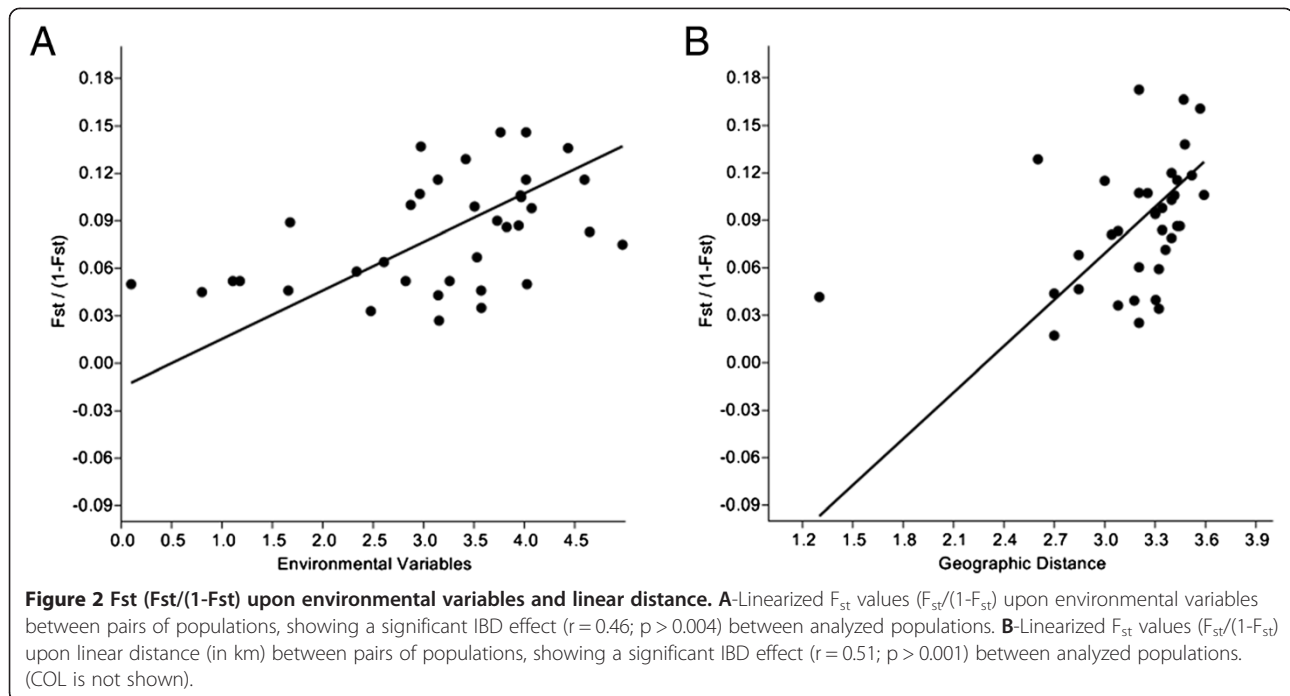 A
B
Fst / (1-Fst)
0.18
0.15
0.12
0.09
0.06
0.03
0.00
-0.03
-0.06
-0.09
0.0 0.5 1.0 1.5 2.0 2.5 3.0 3.5 4.0 4.5
Environmental Variables
Fst / (1-Fst)
0.18
0.15
0.12
0.09
0.06
0.03
0.00
-0.03
-0.06
-0.09
1.2 1.5 1.8 2.1 2.4 2.7 3.0 3.3 3.6 3.9
Geographic Distance
Figure 2 Fst (Fst/(1-Fst) upon environmental variables and linear distance. A-Linearized Fst values (Fst/(1-Fst) upon environmental variables
between pairs of populations, showing a significant IBD effect (r = 0.46; p > 0.004) between analyzed populations. B-Linearized Fst values (Fst/(1-Fst)
upon linear distance (in km) between pairs of populations, showing a significant IBD effect (r = 0.51; p > 0.001) between analyzed populations.
(COL is not shown).